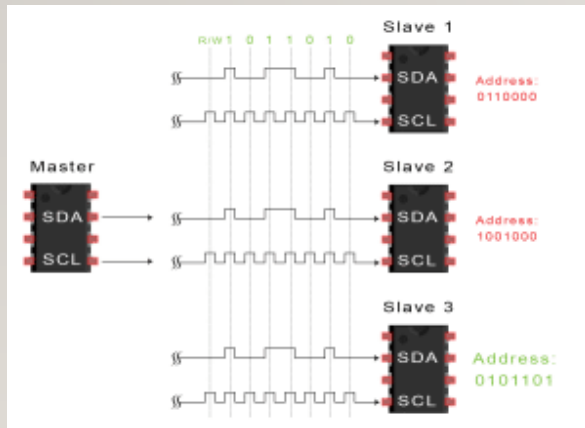 Slave 1
R/W 1 0 1 1 0 1 0
SDA
SCL
Address:
0110000
Master
SDA
SCL
Slave 2
SDA
SCL
Address:
1001000
Slave 3
SDA
SCL
Address:
0101101